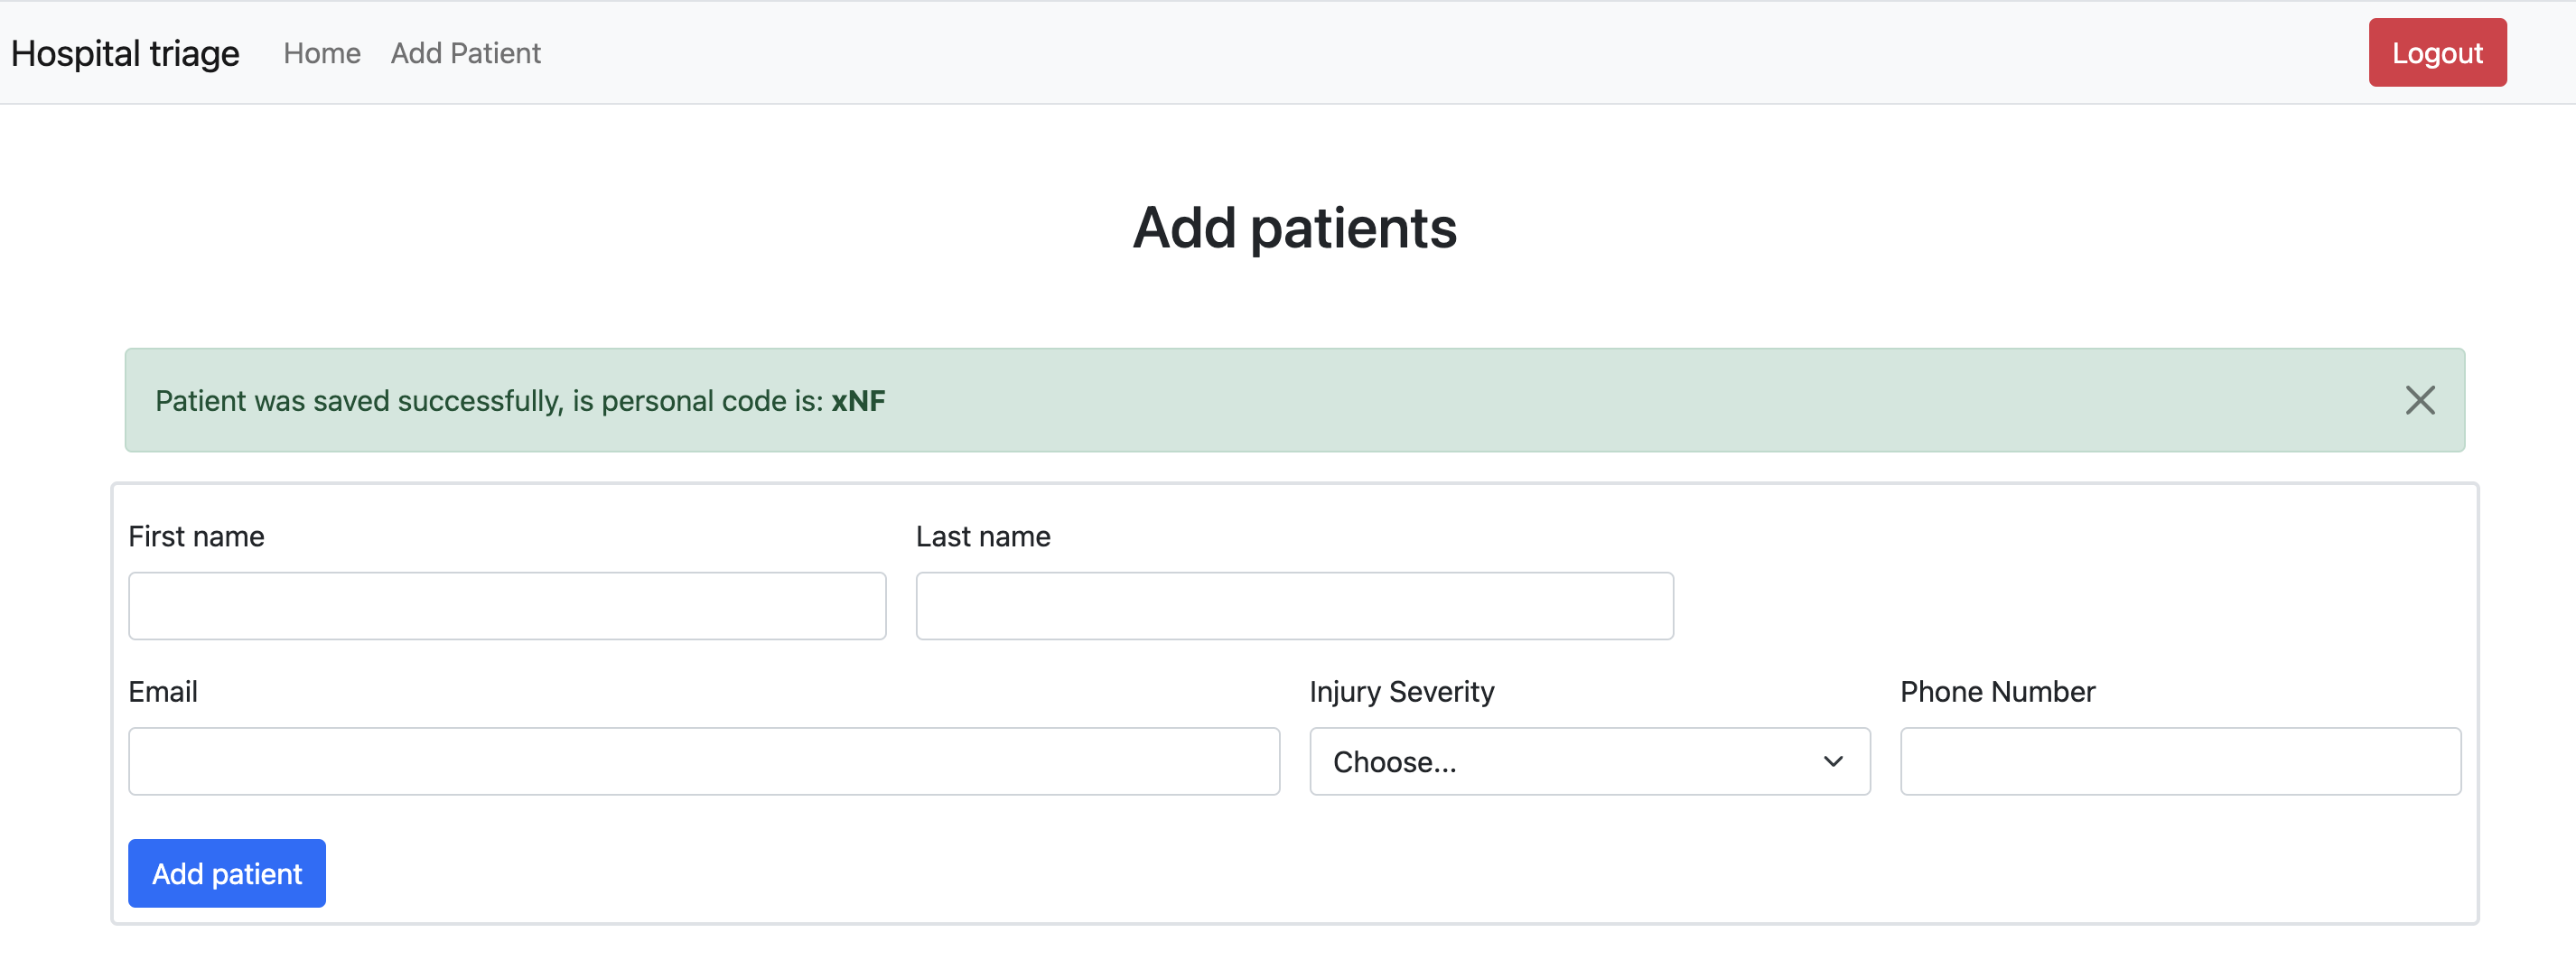 Hospital triage Home Add Patient Logout
Add patients
Patient was saved successfully, is personal code is: xNF
First name Last name
Email Injury Severity Phone Number
Choose...
Add patient